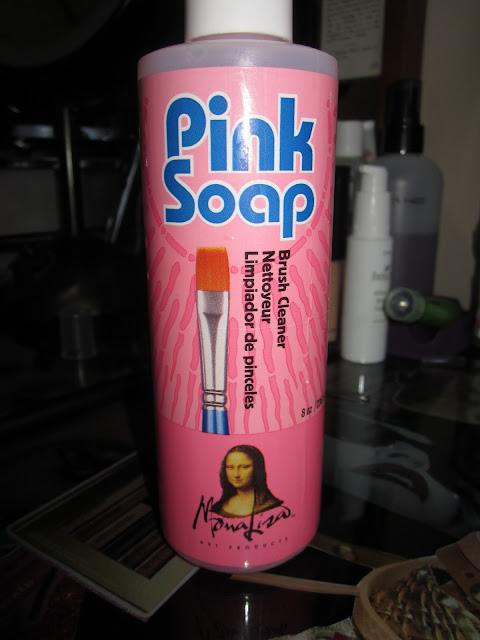 Pink
Soap
Brush Cleaner
Nettoyeur
Limpiador de pinceles
8 oz
Mona Lisa
ART PRODUCTS